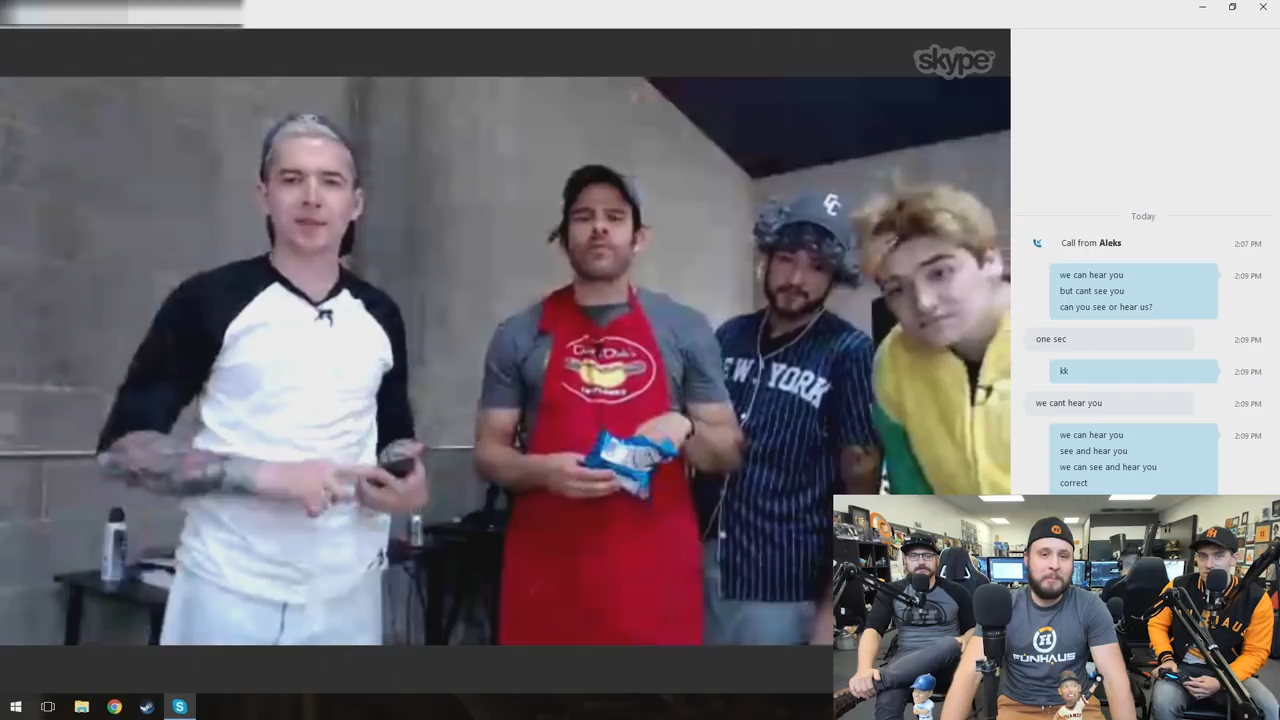 skype™
Today
Call from Aleks
2:07 PM
we can hear you
2:09 PM
but cant see you
can you see or hear us?
one sec
2:09 PM
kk
2:09 PM
we cant hear you
2:09 PM
we can hear you
2:09 PM
see and hear you
we can see and hear you
correct
EW YORK
FUNHAUS
GIANTS